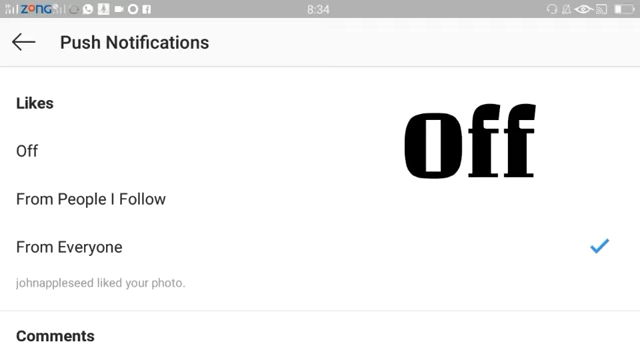 ZONG 8:34
Push Notifications
Likes
Off
Off
From People I Follow
From Everyone
johnappleseed liked your photo.
Comments